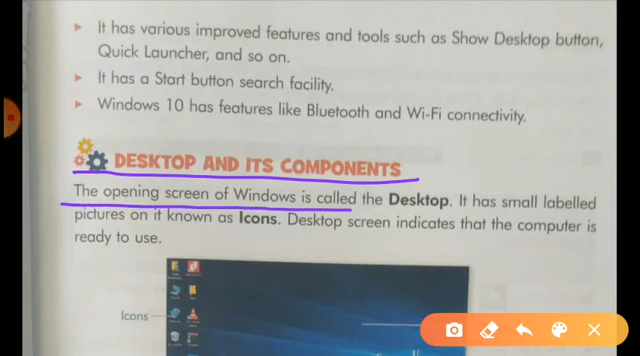 It has various improved features and tools such as Show Desktop button,
Quick Launcher, and so on.
It has a Start button search facility.
Windows 10 has features like Bluetooth and Wi-Fi connectivity.
DESKTOP AND ITS COMPONENTS
The opening screen of Windows is called the Desktop. It has small labelled
pictures on it known as Icons. Desktop screen indicates that the computer is
ready to use.
Icons